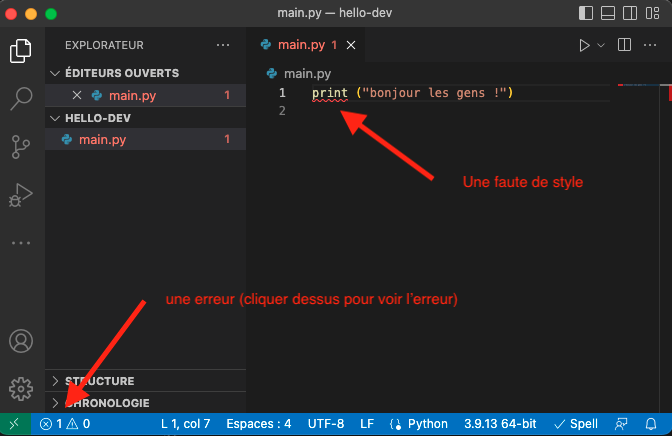 main.py — hello-dev
EXPLORATEUR
main.py 1
ÉDITEURS OUVERTS
main.py 1
HELLO-DEV
main.py 1
main.py
1 print ("bonjour les gens !")
2
Une faute de style
une erreur (cliquer dessus pour voir l'erreur)
STRUCTURE
CHRONOLOGIE
1 0 L 1, col 7 Espaces : 4 UTF-8 LF Python 3.9.13 64-bit Spell